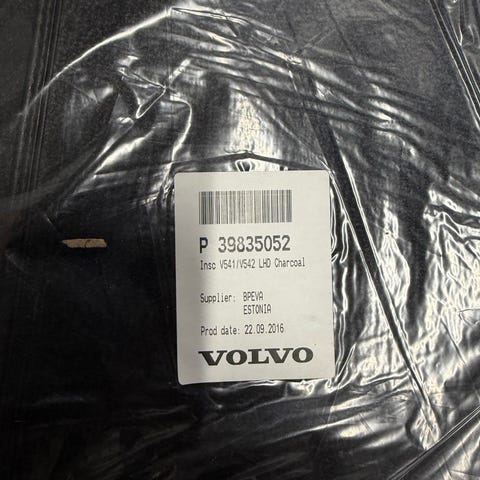 P 39835052
Insc V541/V542 LHD Charcoal
Supplier: BPEVA
ESTONIA
Prod date: 22.09.2016
VOLVO